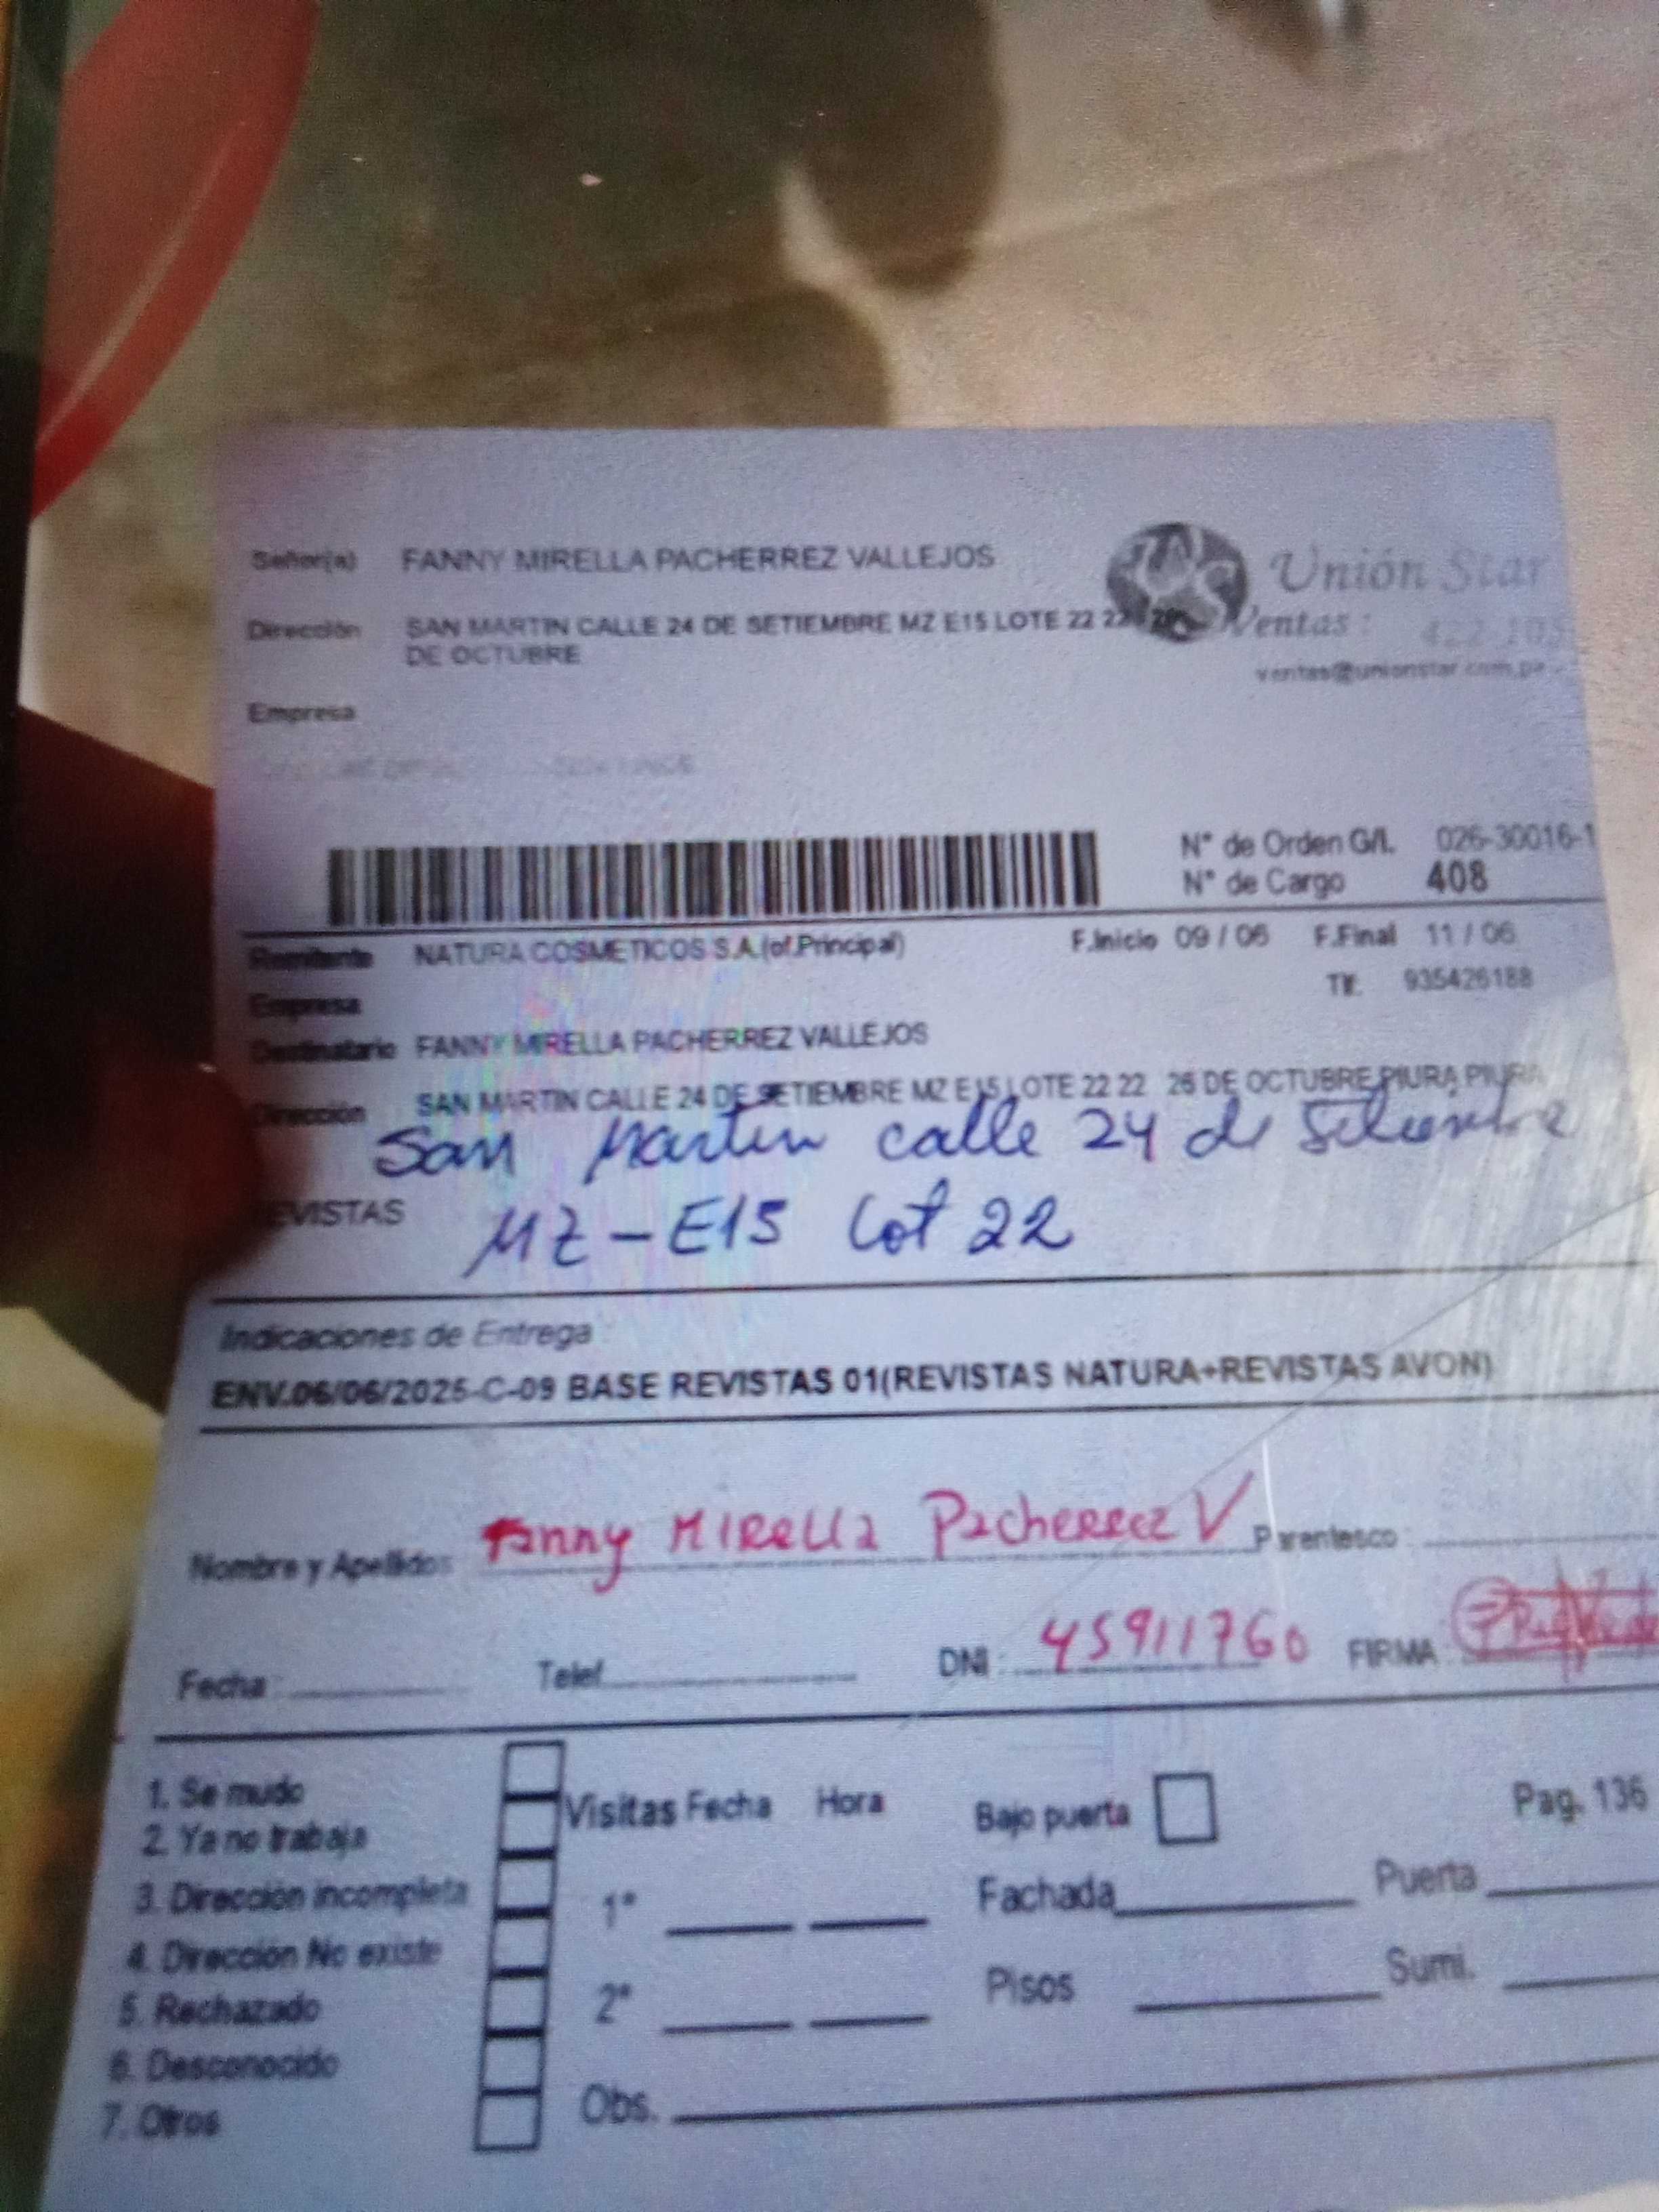 Señor(a) FANNY MIRELLA PACHERREZ VALLEJOS
Unión Star
Dirección SAN MARTIN CALLE 24 DE SETIEMBRE MZ E15 LOTE 22 22
DE OCTUBRE
Ventas :
ventas@unionstar.com.pe
Empresa
N° de Orden G/L 026-30016-1
N° de Cargo 408
Remitente NATURA COSMETICOS S.A.(of.Principal) F.Inicio 09 / 06 F.Final 11 / 06
Empresa Tlf. 935426188
Destinatario FANNY MIRELLA PACHERREZ VALLEJOS
Dirección SAN MARTIN CALLE 24 DE SETIEMBRE MZ E15 LOTE 22 22 26 DE OCTUBRE PIURA PIURA
San Martin calle 24 de
EVISTAS MZ-E15 Lot 22
Indicaciones de Entrega
ENV.06/06/2025-C-09 BASE REVISTAS 01(REVISTAS NATURA+REVISTAS AVON)
Nombre y Apellidos Fanny Mirella Pacherrez V Parentesco :
Fecha : Telef. DNI : 45911760 FIRMA :
1. Se mudo
2. Ya no trabaja
3. Dirección incompleta
4. Dirección No existe
5. Rechazado
6. Desconocido
7. Otros
Visitas Fecha Hora
1°
2°
Obs.
Bajo puerta
Pag. 136
Fachada Puerta
Pisos Sumi.